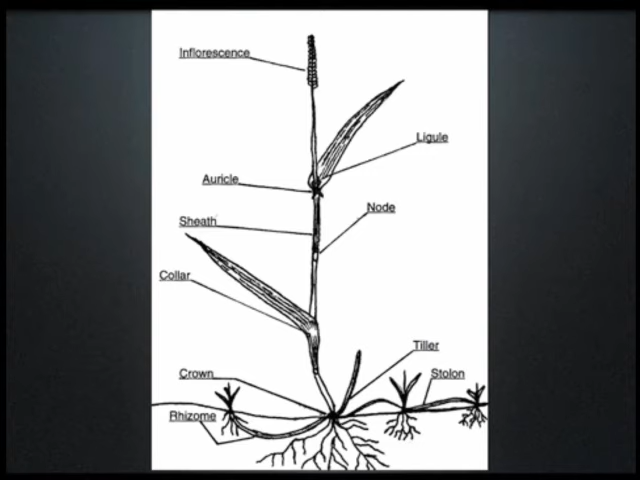 Inflorescence
Ligule
Auricle
Node
Sheath
Collar
Tiller
Crown
Stolon
Rhizome